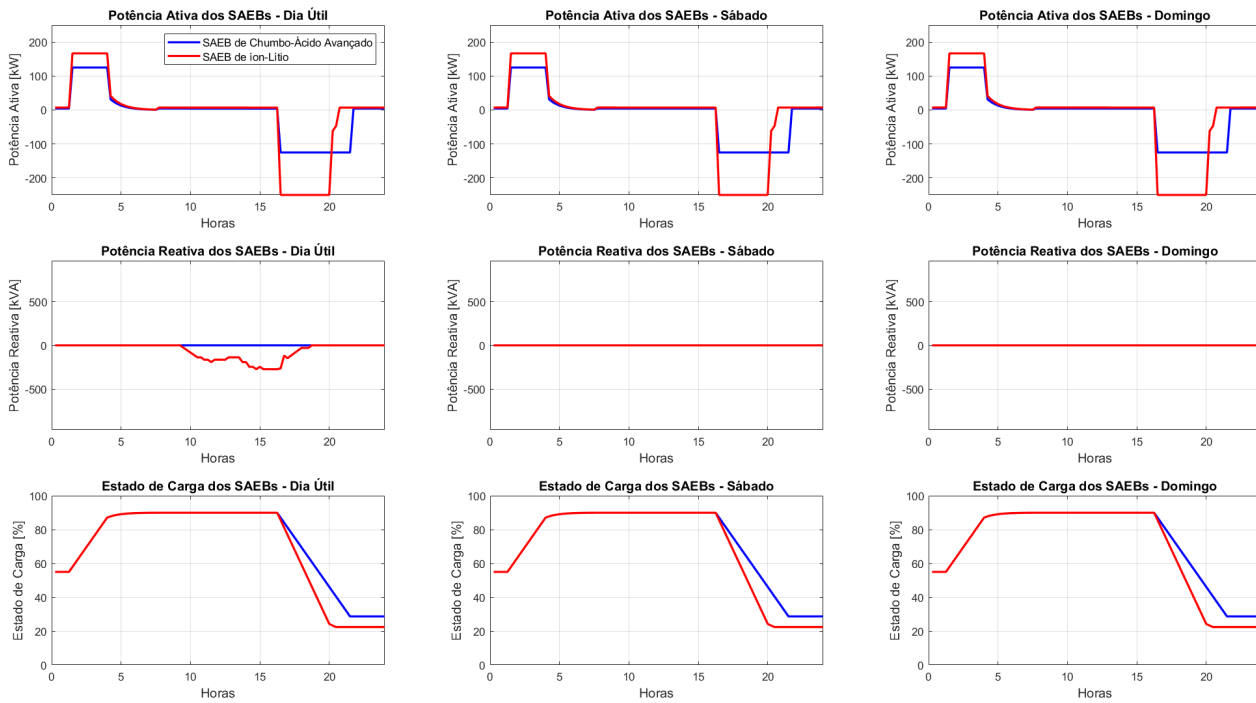 Potência Ativa dos SAEBs - Dia Útil
Potência Ativa [kW]
200
100
0
-100
-200
SAEB de Chumbo-Ácido Avançado
SAEB de ion-Litio
0 5 10 15 20
Horas
Potência Ativa dos SAEBs - Sábado
Potência Ativa [kW]
200
100
0
-100
-200
0 5 10 15 20
Horas
Potência Ativa dos SAEBs - Domingo
Potência Ativa [kW]
200
100
0
-100
-200
0 5 10 15 20
Horas
Potência Reativa dos SAEBs - Dia Útil
Potência Reativa [kVA]
500
0
-500
0 5 10 15 20
Horas
Potência Reativa dos SAEBs - Sábado
Potência Reativa [kVA]
500
0
-500
0 5 10 15 20
Horas
Potência Reativa dos SAEBs - Domingo
Potência Reativa [kVA]
500
0
-500
0 5 10 15 20
Horas
Estado de Carga dos SAEBs - Dia Útil
Estado de Carga [%]
100
80
60
40
20
0
0 5 10 15 20
Horas
Estado de Carga dos SAEBs - Sábado
Estado de Carga [%]
100
80
60
40
20
0
0 5 10 15 20
Horas
Estado de Carga dos SAEBs - Domingo
Estado de Carga [%]
100
80
60
40
20
0
0 5 10 15 20
Horas